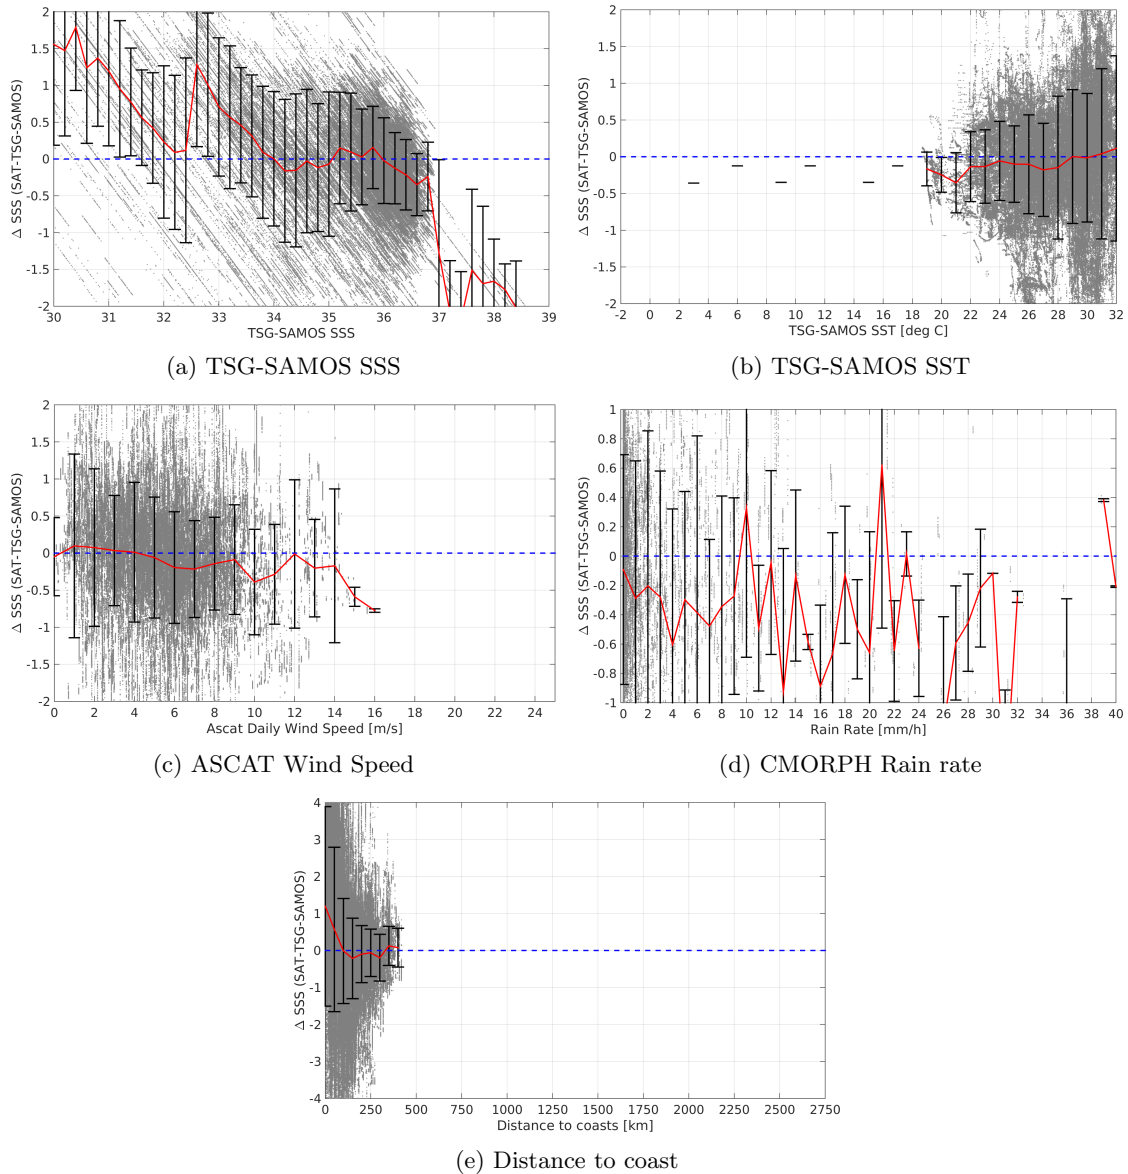 2
1.5
1
0.5
0
-0.5
-1
-1.5
-2
Δ SSS (SAT-TSG-SAMOS)
30 31 32 33 34 35 36 37 38 39
TSG-SAMOS SSS
(a) TSG-SAMOS SSS
2
1.5
1
0.5
0
-0.5
-1
-1.5
-2
Δ SSS (SAT-TSG-SAMOS)
-2 0 2 4 6 8 10 12 14 16 18 20 22 24 26 28 30 32
TSG-SAMOS SST [deg C]
(b) TSG-SAMOS SST
2
1.5
1
0.5
0
-0.5
-1
-1.5
-2
Δ SSS (SAT-TSG-SAMOS)
0 2 4 6 8 10 12 14 16 18 20 22 24
Ascat Daily Wind Speed [m/s]
(c) ASCAT Wind Speed
1
0.8
0.6
0.4
0.2
0
-0.2
-0.4
-0.6
-0.8
-1
Δ SSS (SAT-TSG-SAMOS)
0 2 4 6 8 10 12 14 16 18 20 22 24 26 28 30 32 34 36 38 40
Rain Rate [mm/h]
(d) CMORPH Rain rate
4
3
2
1
0
-1
-2
-3
-4
Δ SSS (SAT-TSG-SAMOS)
0 250 500 750 1000 1250 1500 1750 2000 2250 2500 2750
Distance to coasts [km]
(e) Distance to coast